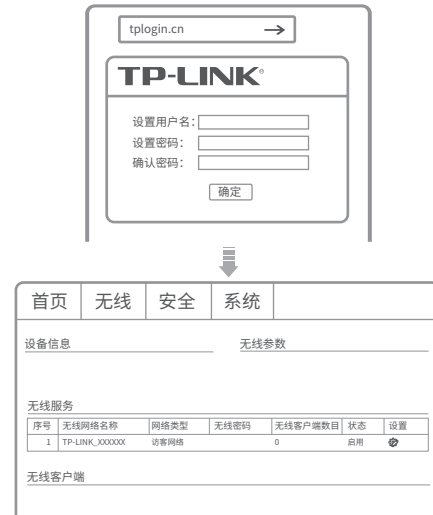 tplogin.cn
TP-LINK®
设置用户名:
设置密码:
确认密码:
确定
首页 无线 安全 系统
设备信息 无线参数
无线服务
序号 无线网络名称 网络类型 无线密码 无线客户端数目 状态 设置
1 TP-LINK_XXXXXX 访客网络 0 启用
无线客户端